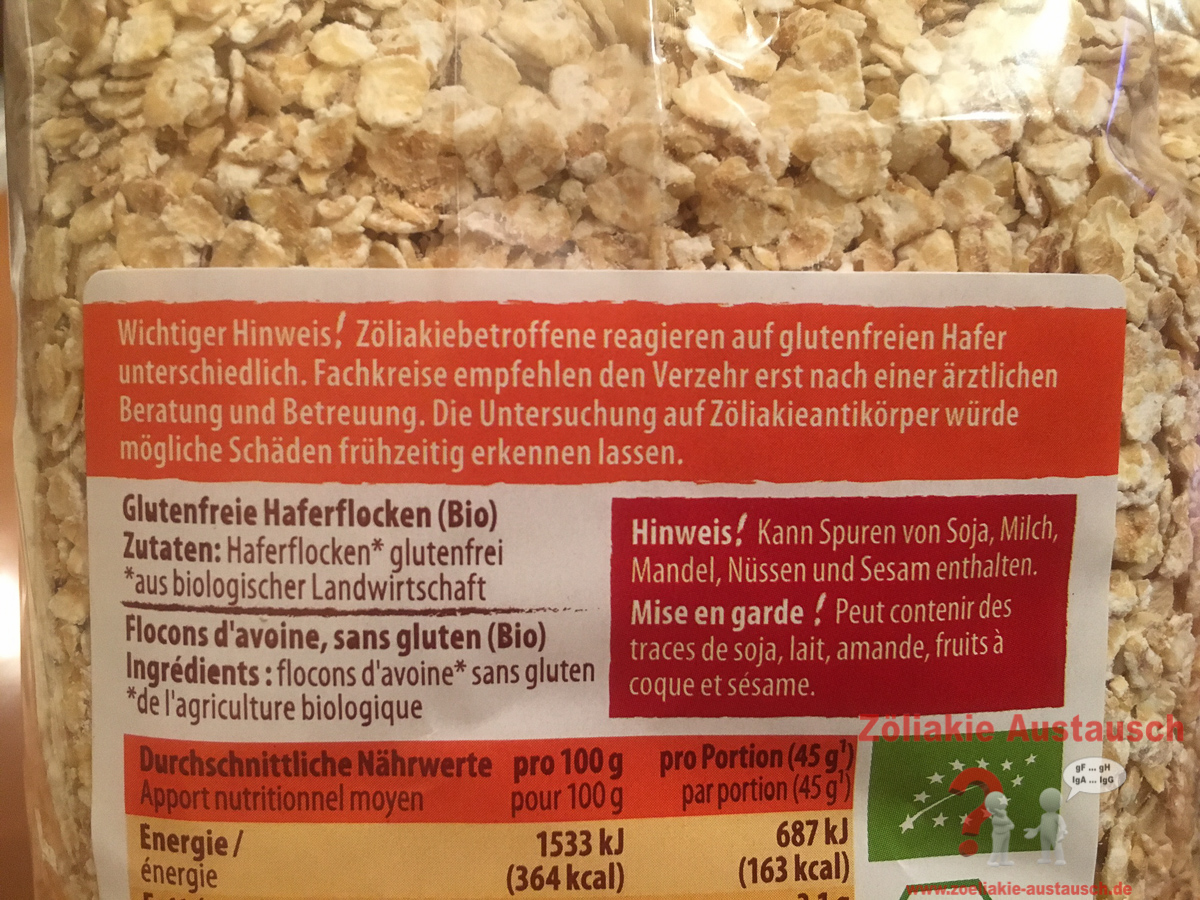 Wichtiger Hinweis! Zöliakiebetroffene reagieren auf glutenfreien Hafer
unterschiedlich. Fachkreise empfehlen den Verzehr erst nach einer ärztlichen
Beratung und Betreuung. Die Untersuchung auf Zöliakieantikörper würde
mögliche Schäden frühzeitig erkennen lassen.
Glutenfreie Haferflocken (Bio)
Zutaten: Haferflocken* glutenfrei
*aus biologischer Landwirtschaft
Flocons d'avoine, sans gluten (Bio)
Ingrédients : flocons d'avoine* sans gluten
*de l'agriculture biologique
Hinweis! Kann Spuren von Soja, Milch,
Mandel, Nüssen und Sesam enthalten.
Mise en garde ! Peut contenir des
traces de soja, lait, amande, fruits à
coque et sésame.
Durchschnittliche Nährwerte pro 100 g pro Portion (45 g¹)
Apport nutritionnel moyen pour 100 g par portion (45 g¹)
Energie / 1533 kJ 687 kJ
énergie (364 kcal) (163 kcal)
Zöliakie Austausch
gF ... gH
IgA ... IgG
?
www.zoeliakie-austausch.de